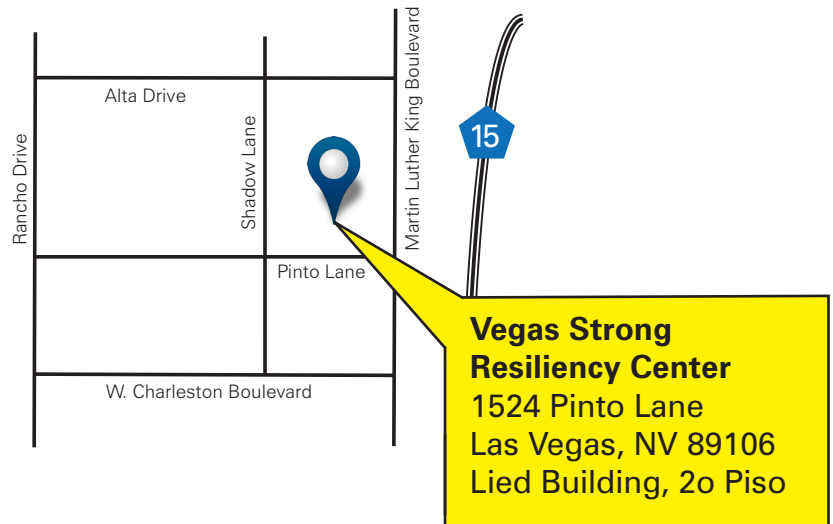 Alta Drive
Rancho Drive
Shadow Lane
Martin Luther King Boulevard
15
Pinto Lane
W. Charleston Boulevard
Vegas Strong
Resiliency Center
1524 Pinto Lane
Las Vegas, NV 89106
Lied Building, 2o Piso